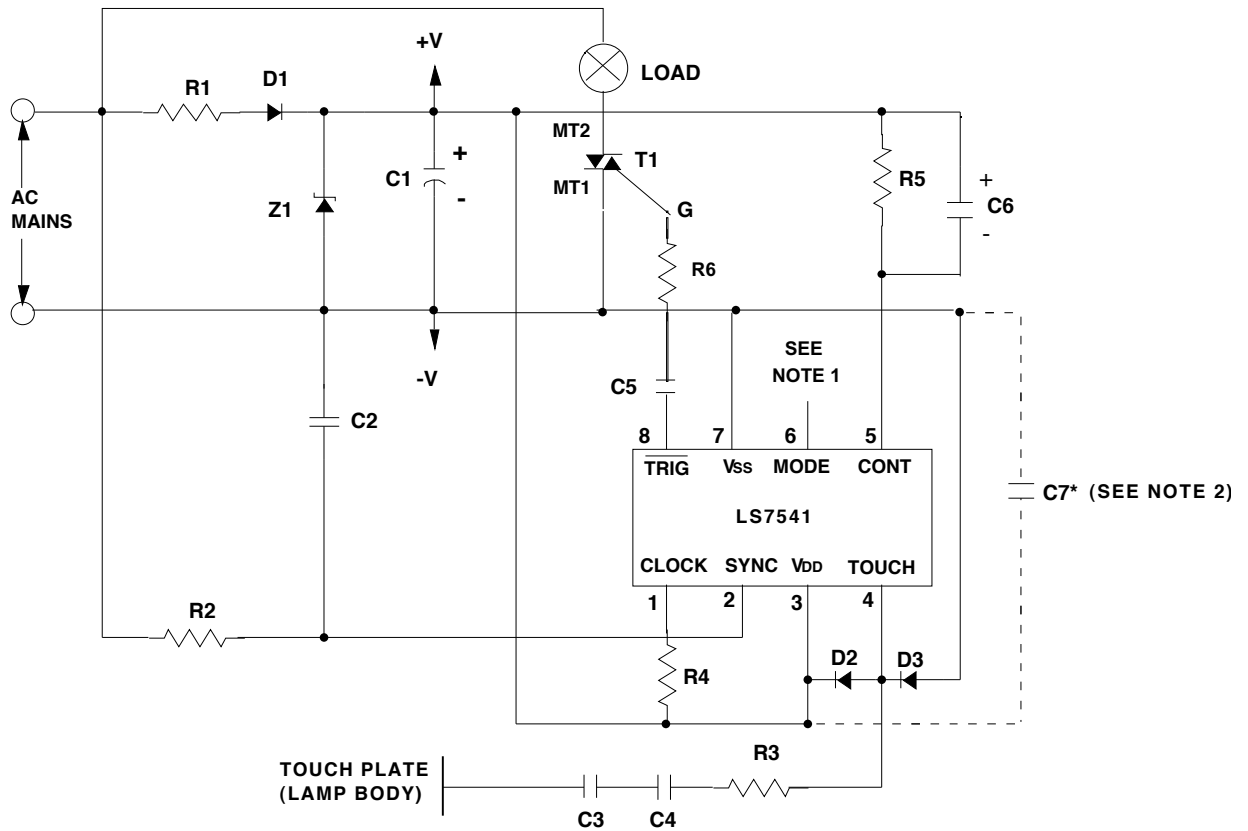 +V
LOAD
R1
D1
MT2
T1
MT1
+
C1
-
R5
+
C6
-
AC
MAINS
Z1
G
R6
-V
SEE
NOTE 1
C5
C2
8
7
6
5
TRIG
VSS
MODE
CONT
C7* (SEE NOTE 2)
LS7541
CLOCK
SYNC
VDD
TOUCH
1
2
3
4
R2
R4
D2
D3
R3
TOUCH PLATE
(LAMP BODY)
C3
C4